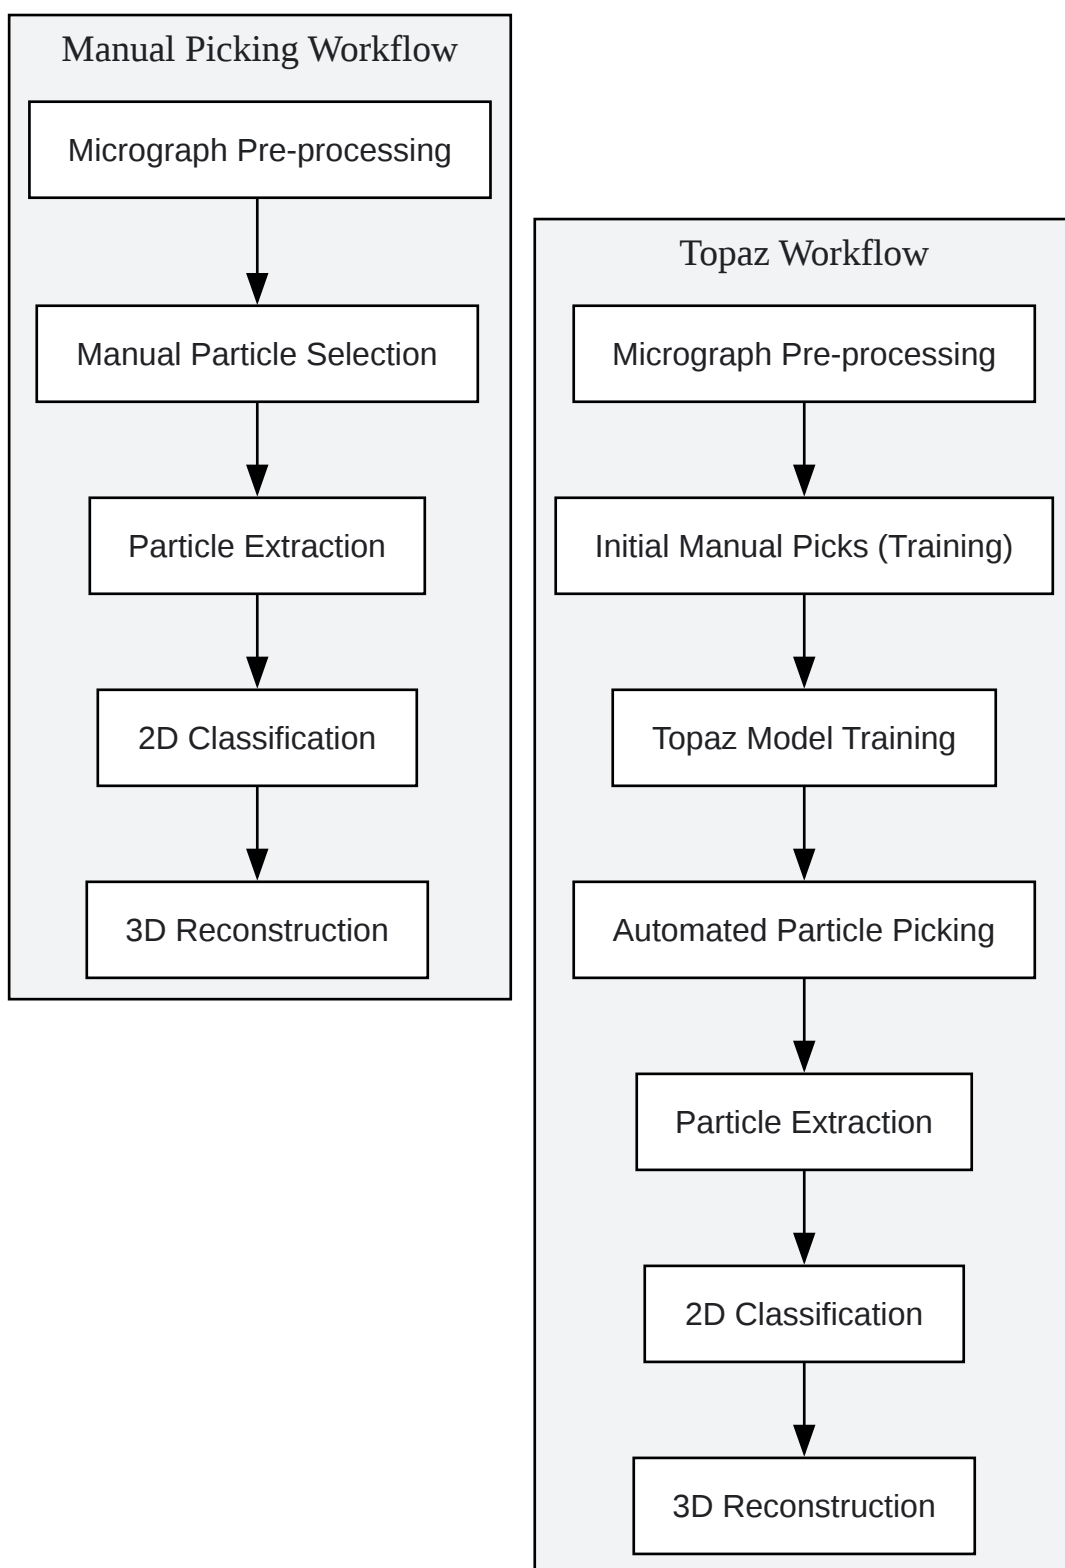 Manual Picking Workflow
Micrograph Pre-processing
Manual Particle Selection
Particle Extraction
2D Classification
3D Reconstruction
Topaz Workflow
Micrograph Pre-processing
Initial Manual Picks (Training)
Topaz Model Training
Automated Particle Picking
Particle Extraction
2D Classification
3D Reconstruction